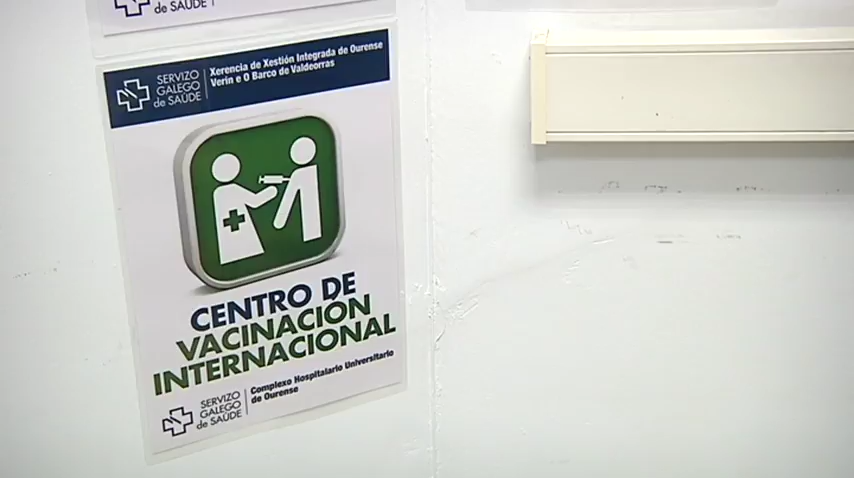 de SAÚDE
SERVIZO
GALEGO
de SAÚDE
Xerencia de Xestión Integrada de Ourense
Verín e O Barco de Valdeorras
CENTRO DE
VACINACIÓN
INTERNACIONAL
SERVIZO
GALEGO
de SAÚDE
Complexo Hospitalario Universitario
de Ourense